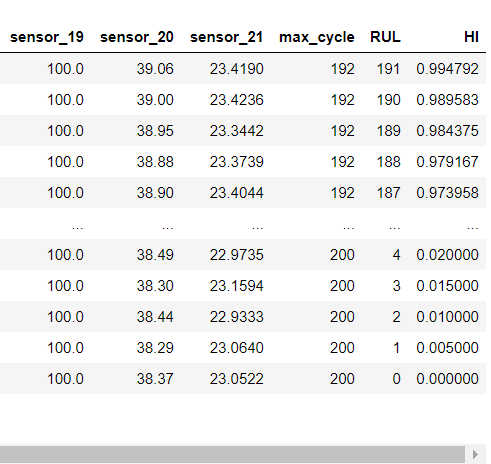 sensor_19 sensor_20 sensor_21 max_cycle RUL HI
100.0 39.06 23.4190 192 191 0.994792
100.0 39.00 23.4236 192 190 0.989583
100.0 38.95 23.3442 192 189 0.984375
100.0 38.88 23.3739 192 188 0.979167
100.0 38.90 23.4044 192 187 0.973958
... ... ... ... ... ...
100.0 38.49 22.9735 200 4 0.020000
100.0 38.30 23.1594 200 3 0.015000
100.0 38.44 22.9333 200 2 0.010000
100.0 38.29 23.0640 200 1 0.005000
100.0 38.37 23.0522 200 0 0.000000